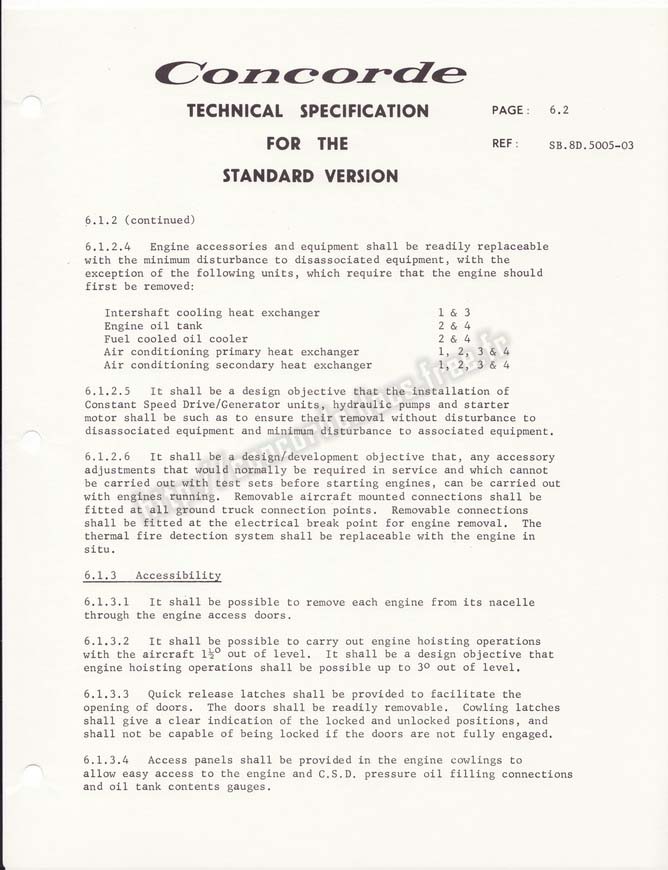 Concorde
TECHNICAL SPECIFICATION
PAGE: 6.2
FOR THE
REF: SB.8D.5005-03
STANDARD VERSION
6.1.2 (continued)
6.1.2.4 Engine accessories and equipment shall be readily replaceable
with the minimum disturbance to disassociated equipment, with the
exception of the following units, which require that the engine should
first be removed:
Intershaft cooling heat exchanger 1 & 3
Engine oil tank 2 & 4
Fuel cooled oil cooler 2 & 4
Air conditioning primary heat exchanger 1, 2, 3 & 4
Air conditioning secondary heat exchanger 1, 2, 3 & 4
6.1.2.5 It shall be a design objective that the installation of
Constant Speed Drive/Generator units, hydraulic pumps and starter
motor shall be such as to ensure their removal without disturbance to
disassociated equipment and minimum disturbance to associated equipment.
6.1.2.6 It shall be a design/development objective that, any accessory
adjustments that would normally be required in service and which cannot
be carried out with test sets before starting engines, can be carried out
with engines running. Removable aircraft mounted connections shall be
fitted at all ground truck connection points. Removable connections
shall be fitted at the electrical break point for engine removal. The
thermal fire detection system shall be replaceable with the engine in
situ.
6.1.3 Accessibility
6.1.3.1 It shall be possible to remove each engine from its nacelle
through the engine access doors.
6.1.3.2 It shall be possible to carry out engine hoisting operations
with the aircraft 1½° out of level. It shall be a design objective that
engine hoisting operations shall be possible up to 3° out of level.
6.1.3.3 Quick release latches shall be provided to facilitate the
opening of doors. The doors shall be readily removable. Cowling latches
shall give a clear indication of the locked and unlocked positions, and
shall not be capable of being locked if the doors are not fully engaged.
6.1.3.4 Access panels shall be provided in the engine cowlings to
allow easy access to the engine and C.S.D. pressure oil filling connections
and oil tank contents gauges.